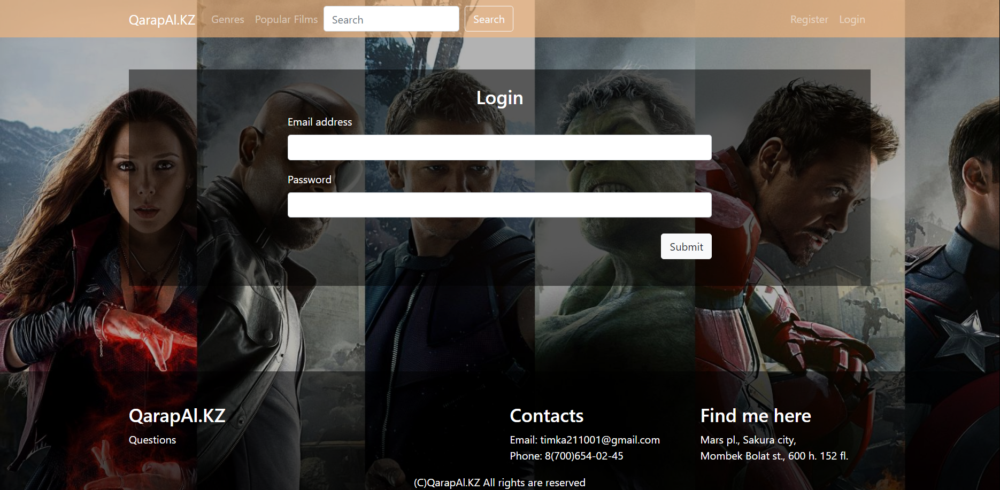 QarapAl.KZ Genres Popular Films Search Search Register Login
Login
Email address
Password
Submit
QarapAl.KZ
Questions
Contacts
Email: timka211001@gmail.com
Phone: 8(700)654-02-45
Find me here
Mars pl., Sakura city,
Mombek Bolat st., 600 h. 152 fl.
(C)QarapAl.KZ All rights are reserved